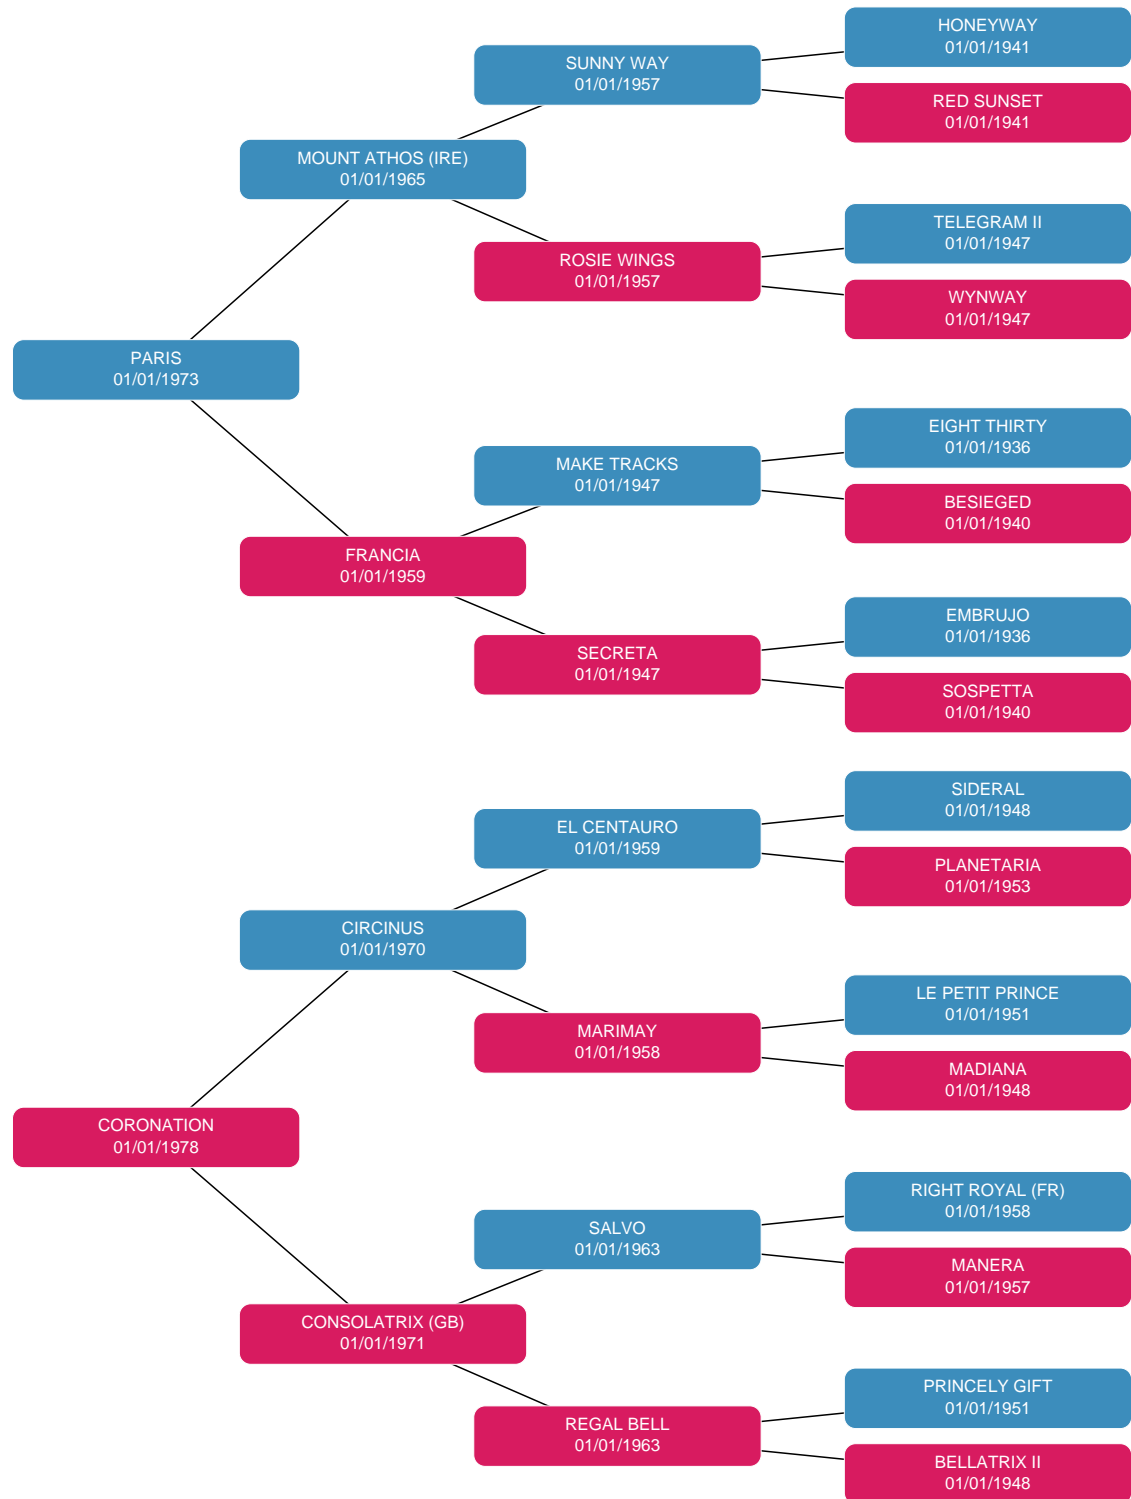 HONEYWAY
01/01/1941
SUNNY WAY
01/01/1957
RED SUNSET
01/01/1941
MOUNT ATHOS (IRE)
01/01/1965
TELEGRAM II
01/01/1947
ROSIE WINGS
01/01/1957
WYNWAY
01/01/1947
PARIS
01/01/1973
EIGHT THIRTY
01/01/1936
MAKE TRACKS
01/01/1947
BESIEGED
01/01/1940
FRANCIA
01/01/1959
EMBRUJO
01/01/1936
SECRETA
01/01/1947
SOSPETTA
01/01/1940
SIDERAL
01/01/1948
EL CENTAURO
01/01/1959
PLANETARIA
01/01/1953
CIRCINUS
01/01/1970
LE PETIT PRINCE
01/01/1951
MARIMAY
01/01/1958
MADIANA
01/01/1948
CORONATION
01/01/1978
RIGHT ROYAL (FR)
01/01/1958
SALVO
01/01/1963
MANERA
01/01/1957
CONSOLATRIX (GB)
01/01/1971
PRINCELY GIFT
01/01/1951
REGAL BELL
01/01/1963
BELLATRIX II
01/01/1948